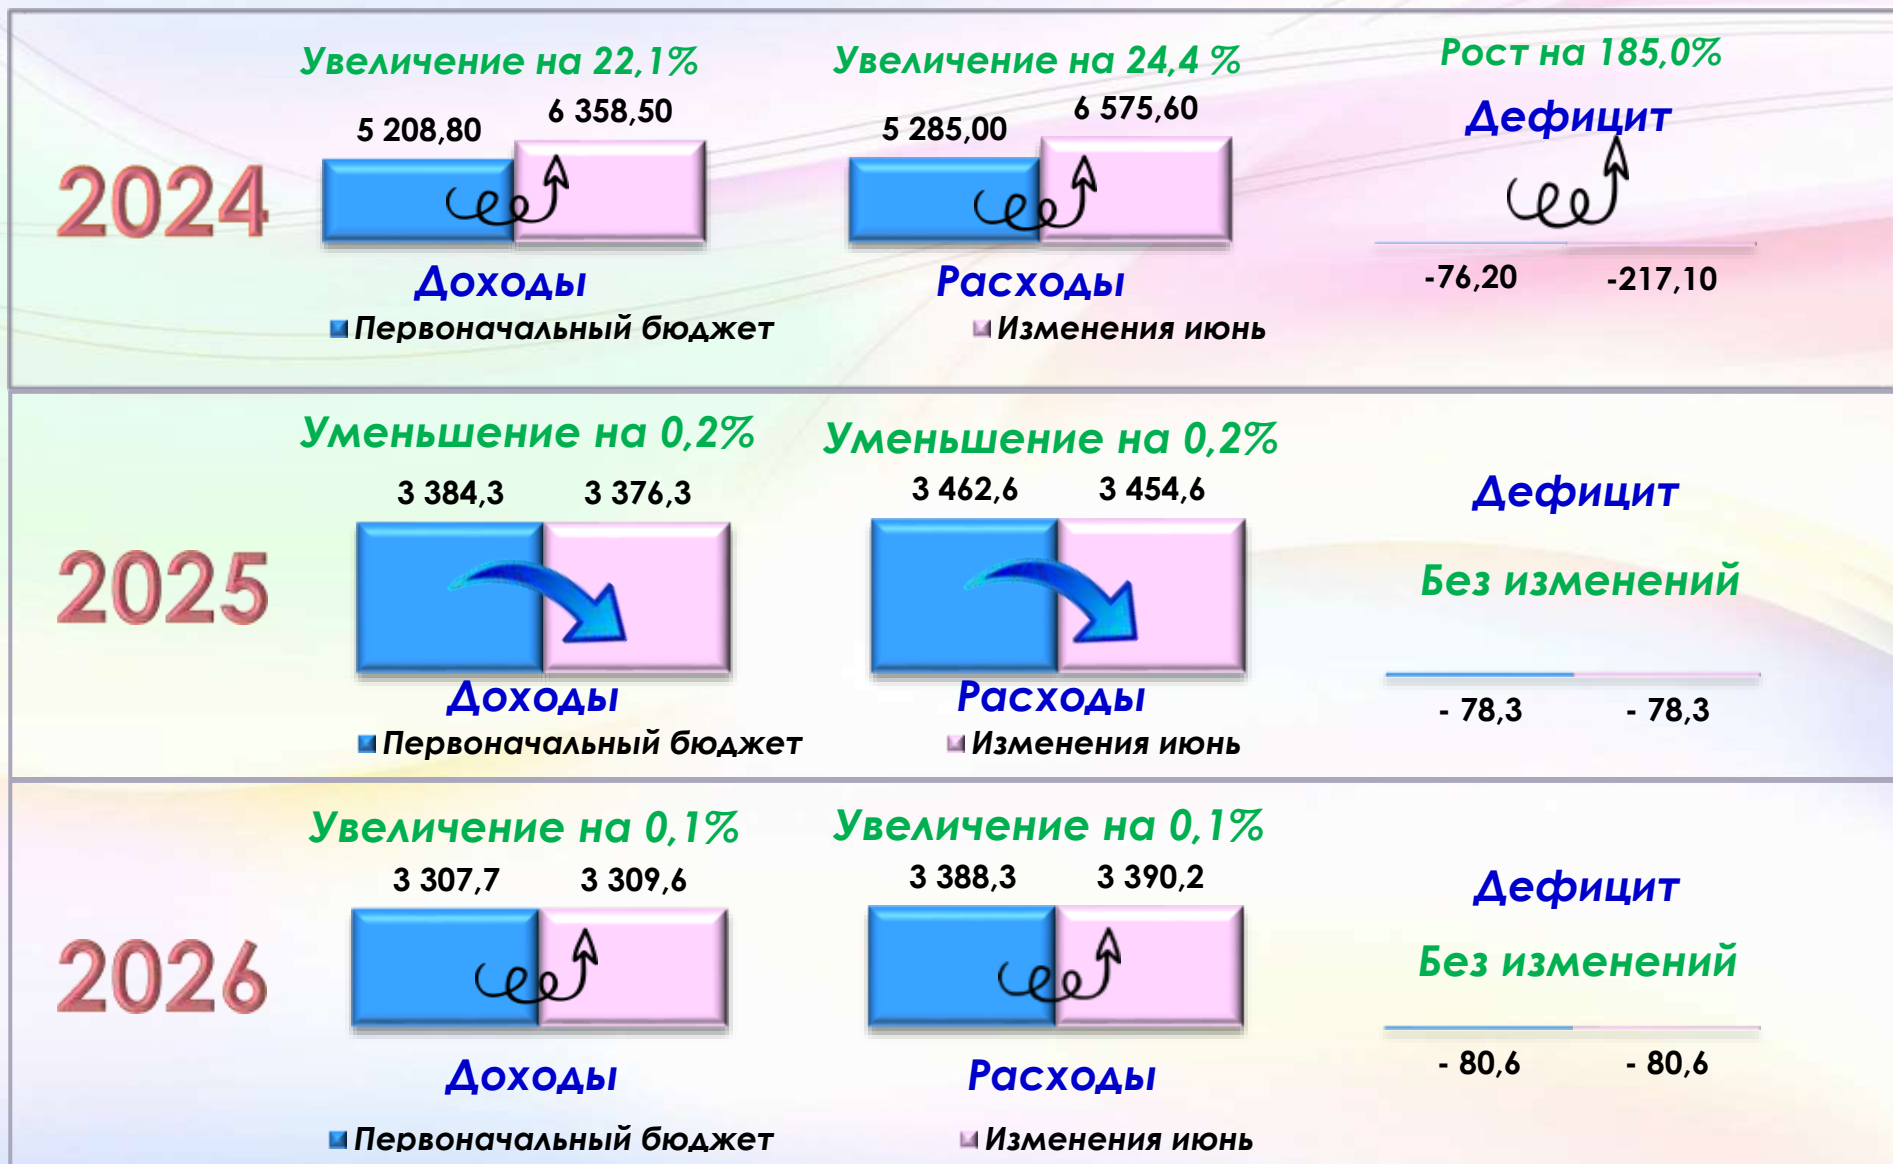 2024
Увеличение на 22,1%
5 208,80
6 358,50
Доходы
Увеличение на 24,4 %
5 285,00
6 575,60
Расходы
Рост на 185,0%
Дефицит
-76,20
-217,10
Первоначальный бюджет
Изменения июнь
2025
Уменьшение на 0,2%
3 384,3
3 376,3
Доходы
Уменьшение на 0,2%
3 462,6
3 454,6
Расходы
Дефицит
Без изменений
- 78,3
- 78,3
Первоначальный бюджет
Изменения июнь
2026
Увеличение на 0,1%
3 307,7
3 309,6
Доходы
Увеличение на 0,1%
3 388,3
3 390,2
Расходы
Дефицит
Без изменений
- 80,6
- 80,6
Первоначальный бюджет
Изменения июнь